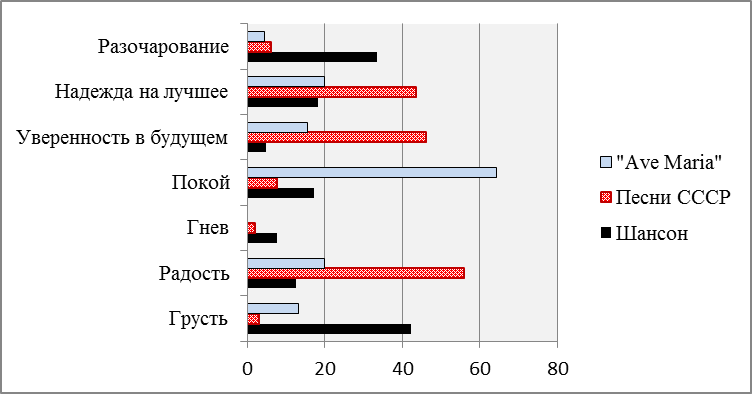 Разочарование
Надежда на лучшее
Уверенность в будущем
Покой
Гнев
Радость
Грусть
0 20 40 60 80
"Ave Maria"
Песни СССР
Шансон